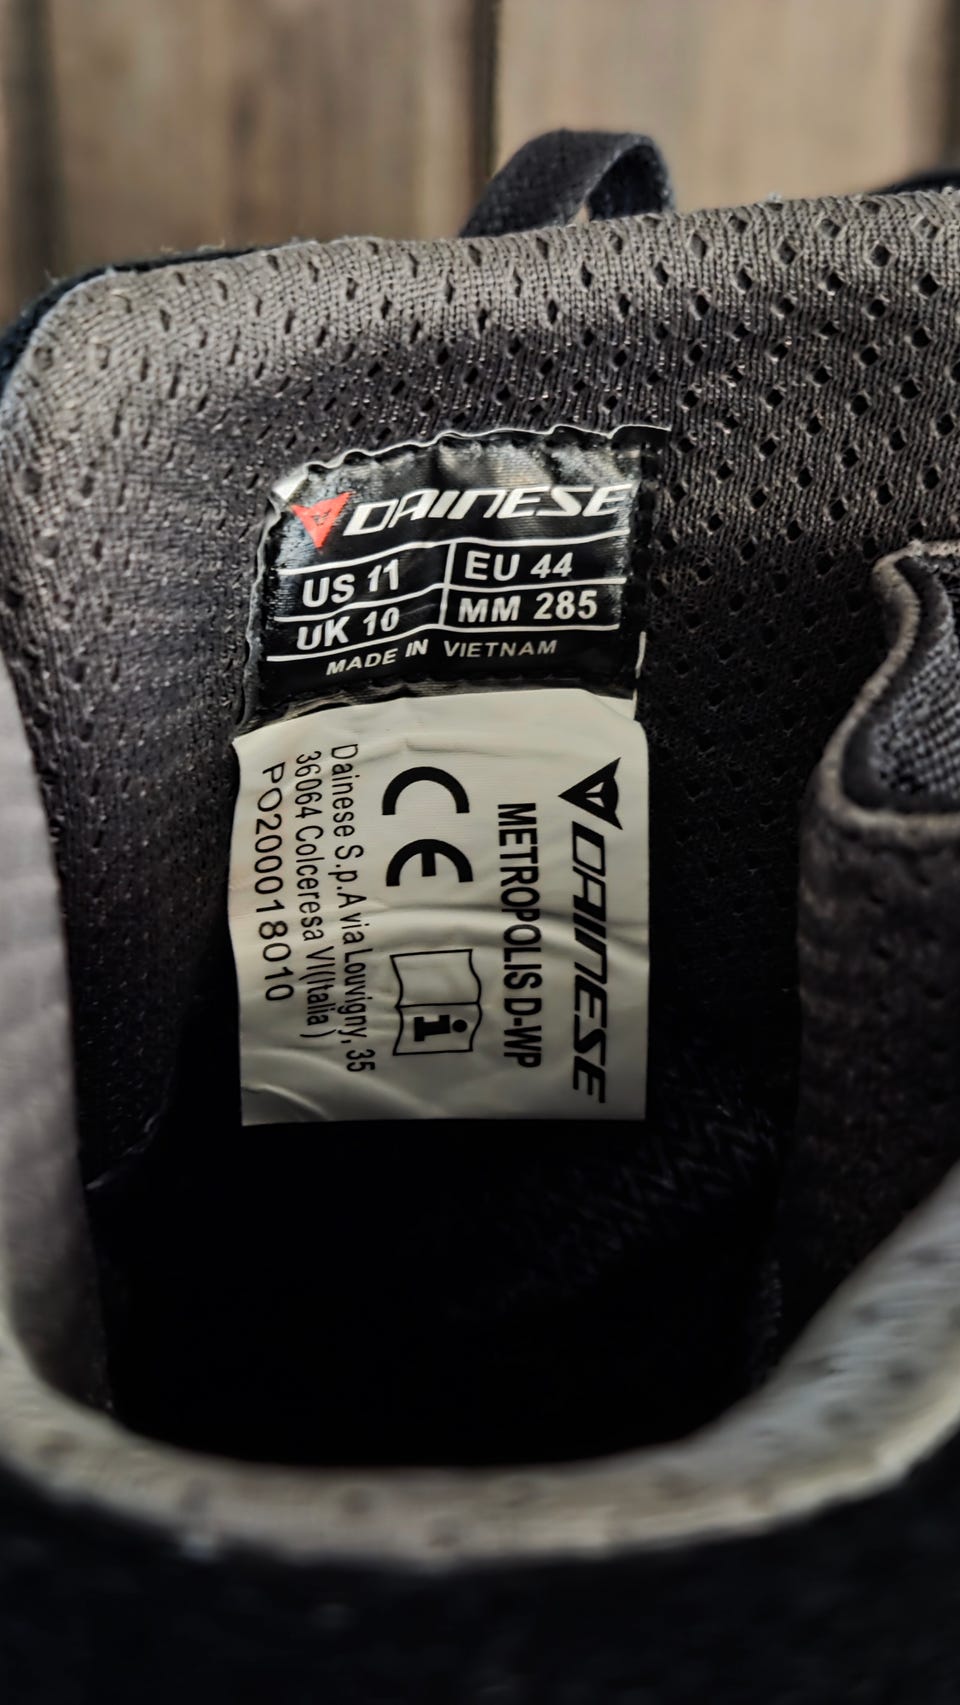 DAINESE
US 11 EU 44
UK 10 MM 285
MADE IN VIETNAM
DAINESE
METROPOLIS D-WP
CE
i
Dainese S.p.A via Louvigny, 35
36064 Colceresa VI(Italia )
PO200018010